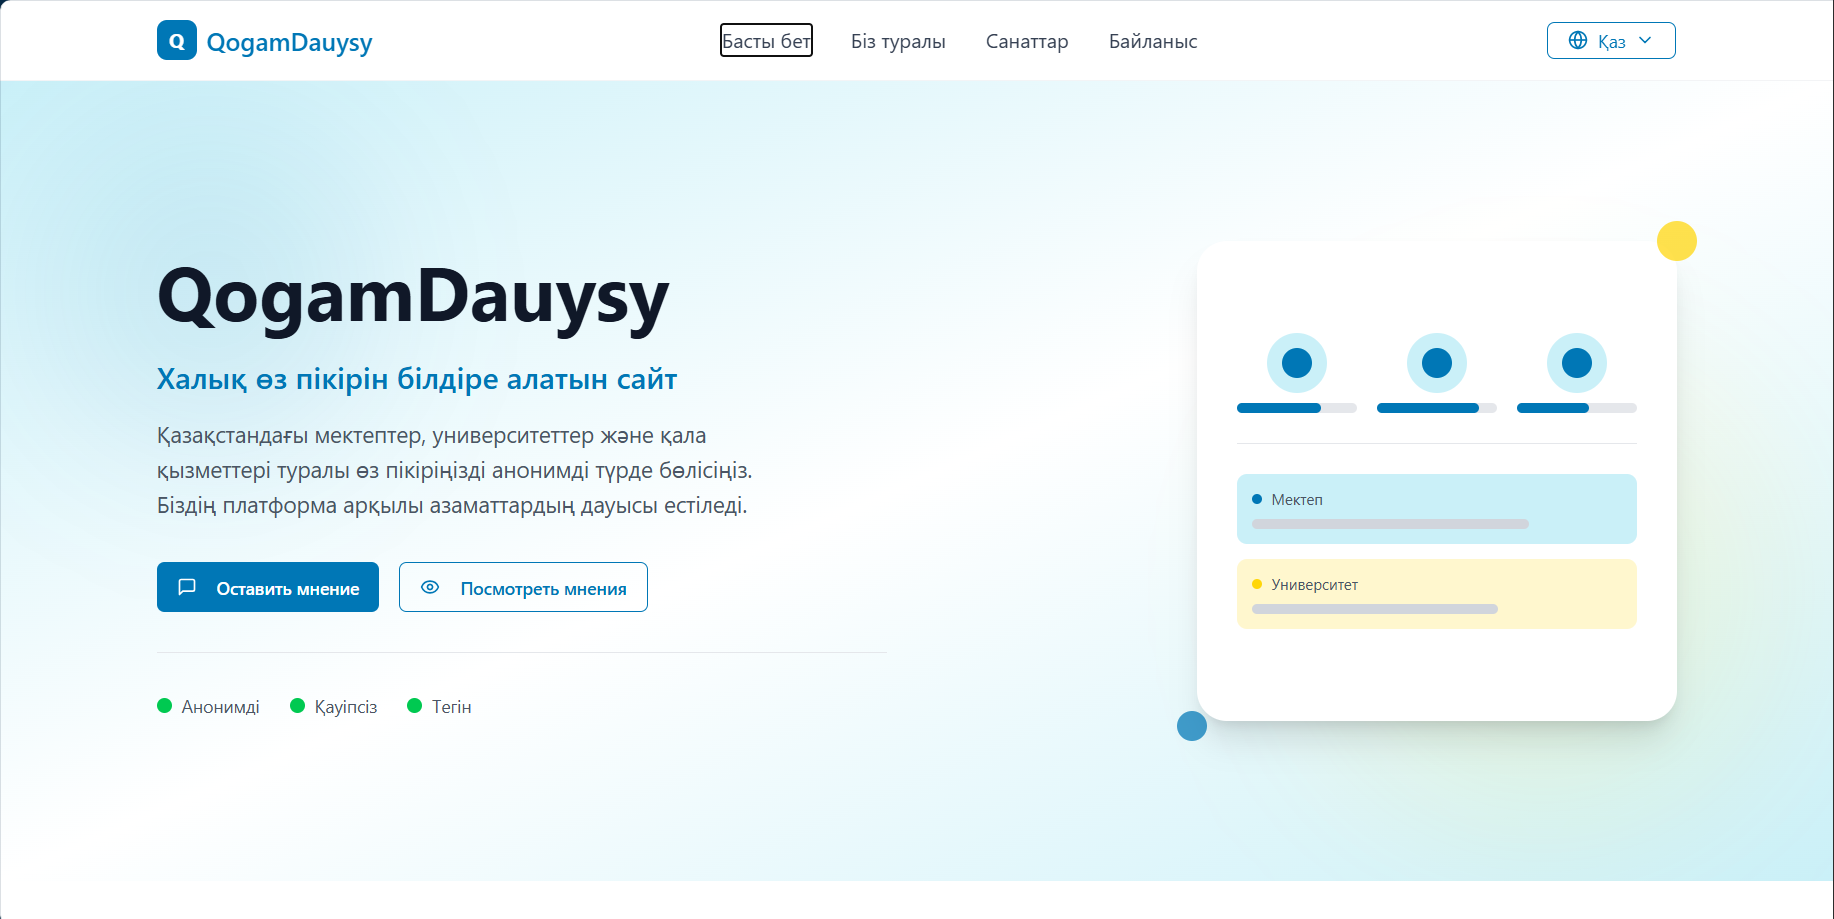 Q QogamDauysy
Басты бет
Біз туралы
Санаттар
Байланыс
Қаз
QogamDauysy
Халық өз пікірін білдіре алатын сайт
Қазақстандағы мектептер, университеттер және қала
қызметтері туралы өз пікіріңізді анонимді түрде бөлісіңіз.
Біздің платформа арқылы азаматтардың дауысы естіледі.
Оставить мнение
Посмотреть мнения
Анонимді
Қауіпсіз
Тегін
Мектеп
Университет